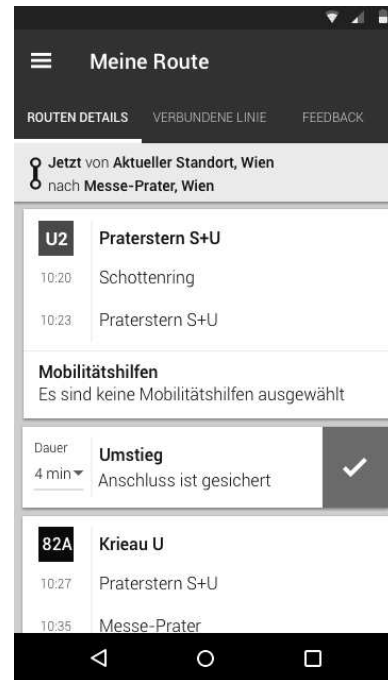 Meine Route
ROUTEN DETAILS VERBUNDENE LINIE FEEDBACK
Jetzt von Aktueller Standort, Wien
nach Messe-Prater, Wien
U2 Praterstern S+U
10:20 Schottenring
10:23 Praterstern S+U
Mobilitätshilfen
Es sind keine Mobilitätshilfen ausgewählt
Dauer
Umstieg
4 min
Anschluss ist gesichert
82A Krieau U
10:27 Praterstern S+U
10:35 Messe-Prater